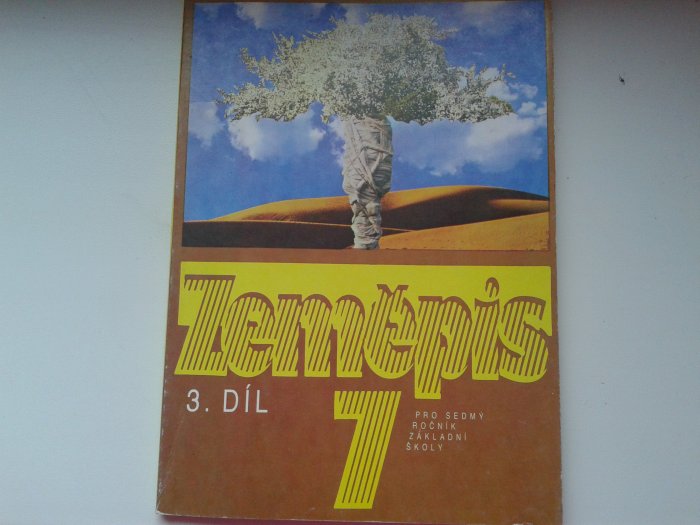 Zeměpis
3. DÍL
7
PRO SEDMÝ
ROČNÍK
ZÁKLADNÍ
ŠKOLY